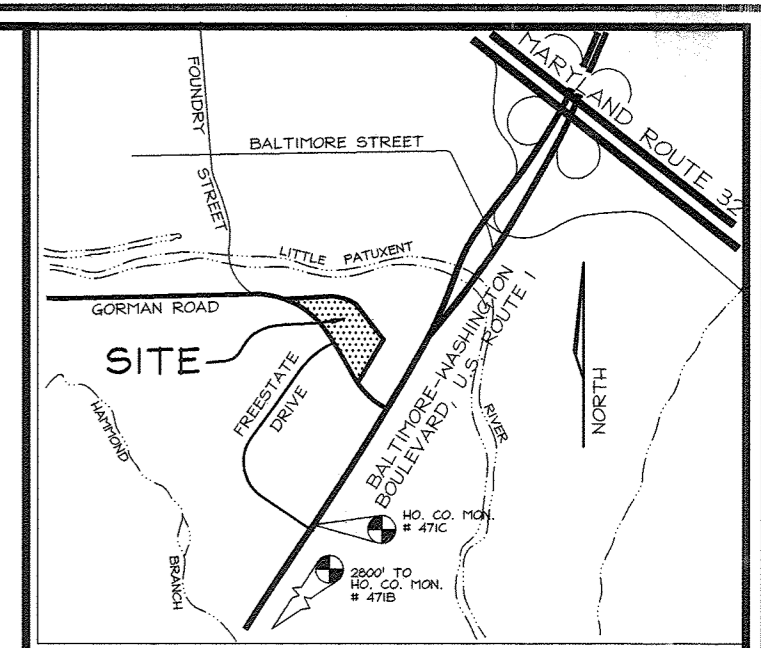 MARYLAND ROUTE 32
FOUNDRY
STREET
BALTIMORE STREET
LITTLE PATUXENT
RIVER
GORMAN ROAD
SITE
FREESTATE
DRIVE
BALTIMORE-WASHINGTON
BOULEVARD, U.S. ROUTE 1
NORTH
HAMMOND
BRANCH
HO. CO. MON.
# 471C
2800' TO
HO. CO. MON.
# 471B